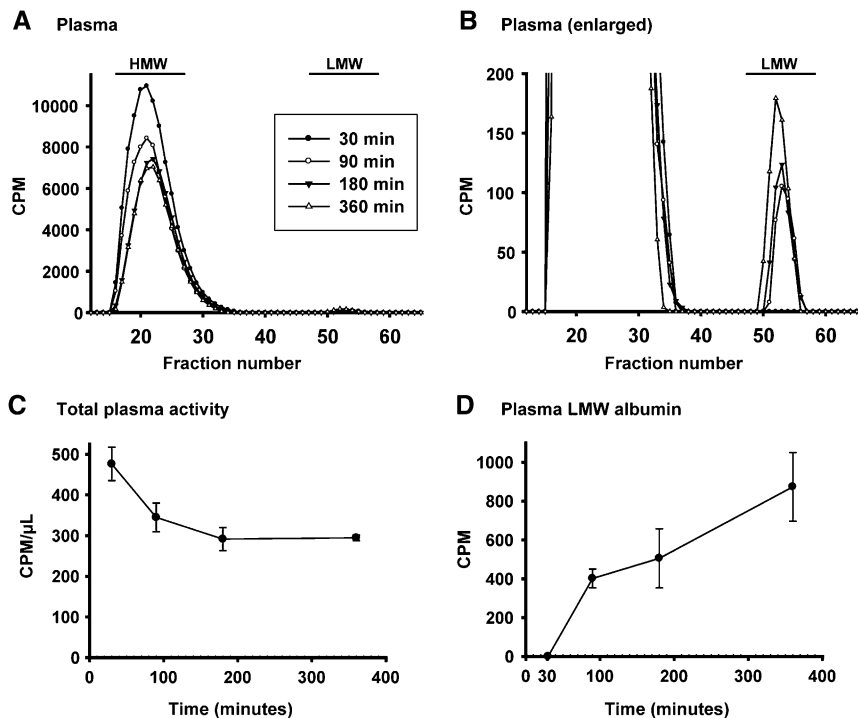 A Plasma
HMW
LMW
10000
8000
6000
4000
2000
0
CPM
20 30 40 50 60
Fraction number
30 min
90 min
180 min
360 min
B Plasma (enlarged)
LMW
200
150
100
50
0
CPM
20 30 40 50 60
Fraction number
C Total plasma activity
500
400
300
200
100
0
CPM/µL
0 100 200 300 400
Time (minutes)
D Plasma LMW albumin
1000
800
600
400
200
0
CPM
0 30 100 200 300 400
Time (minutes)